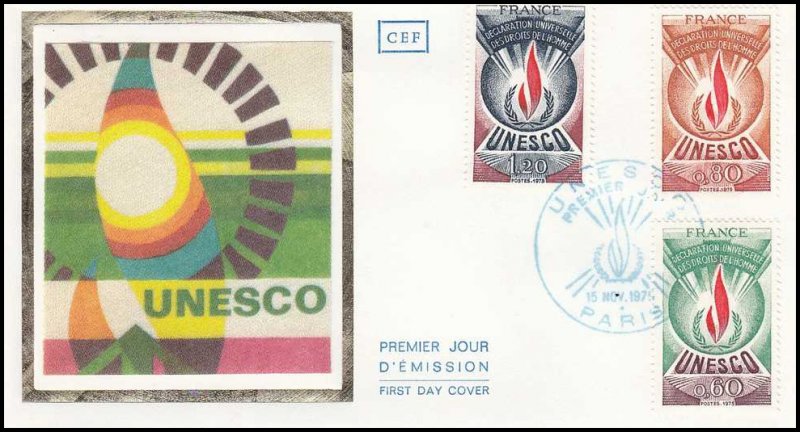 CEF
UNESCO
PREMIER JOUR
D'ÉMISSION
FIRST DAY COVER
FRANCE
DÉCLARATION UNIVERSELLE
DES DROITS DE L'HOMME
UNESCO
1,20
POSTES-1975
FRANCE
DÉCLARATION UNIVERSELLE
DES DROITS DE L'HOMME
UNESCO
0,80
POSTES-1975
UNESCO
PREMIER J
15 NOV. 1975
PARIS
FRANCE
DÉCLARATION UNIVERSELLE
DES DROITS DE L'HOMME
UNESCO
0,60
POSTES-1975